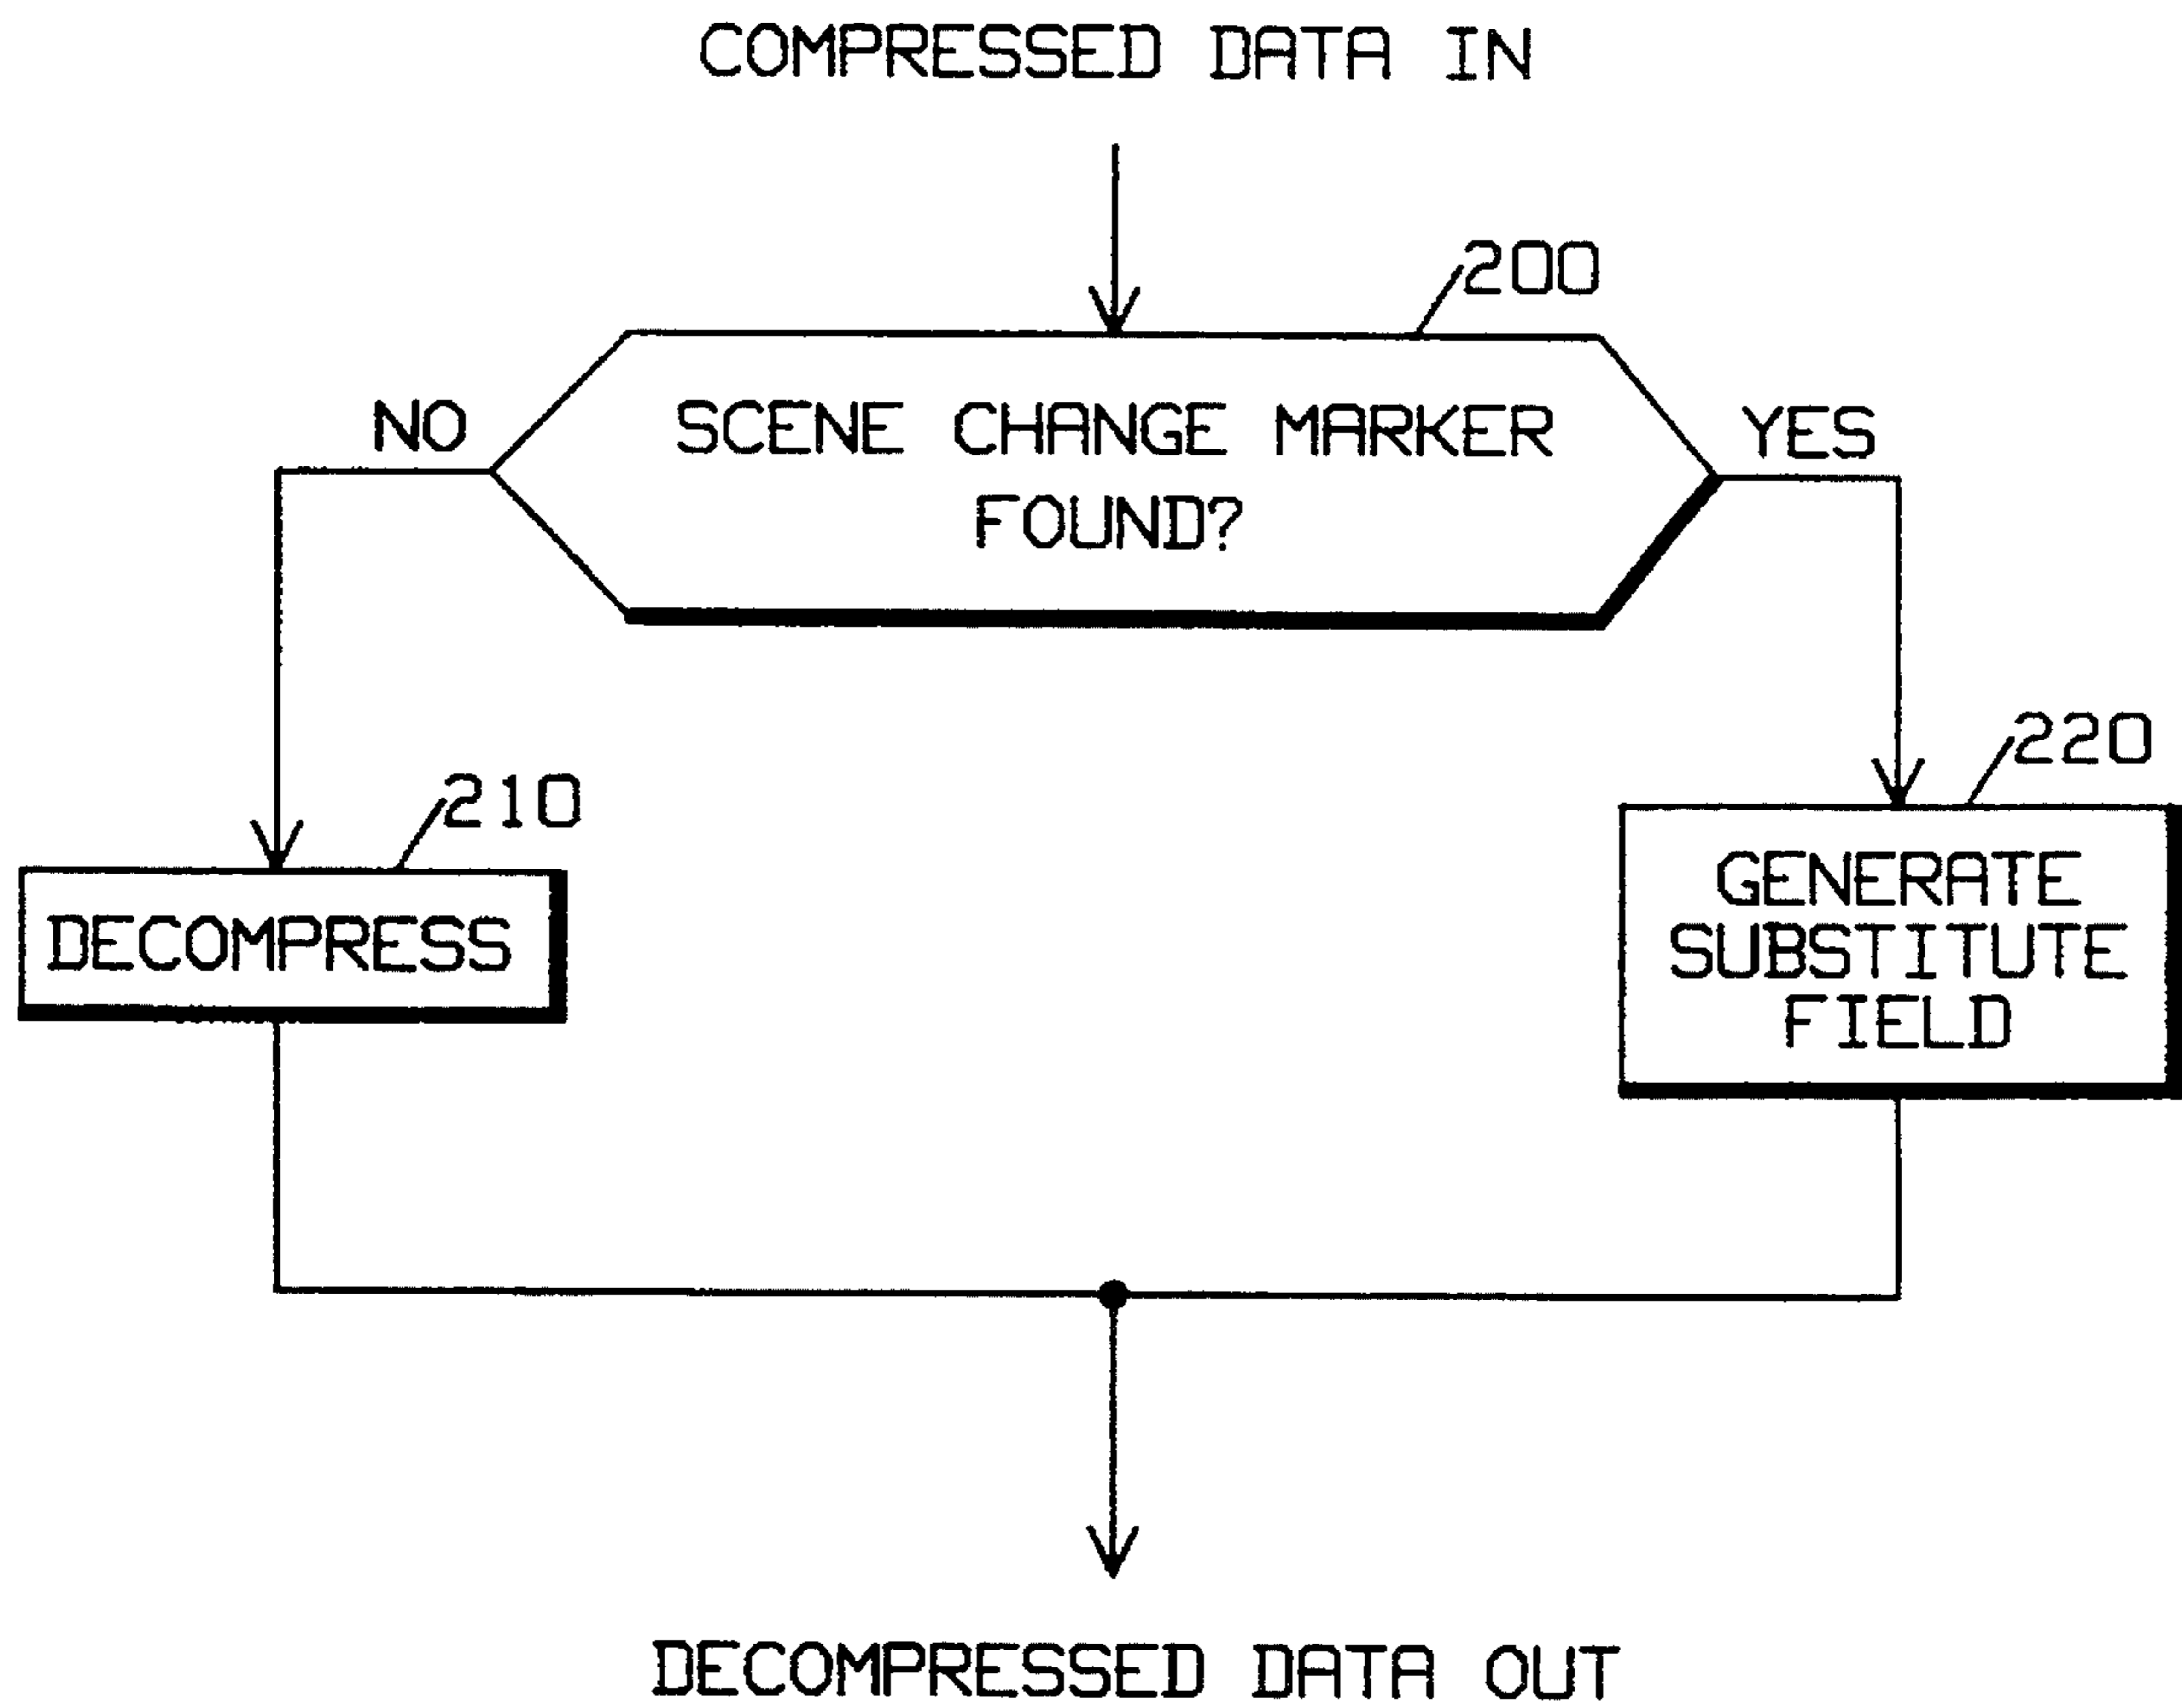 COMPRESSED DATA IN
200
NO
SCENE CHANGE MARKER
FOUND?
YES
210
DECOMPRESS
220
GENERATE
SUBSTITUTE
FIELD
DECOMPRESSED DATA OUT